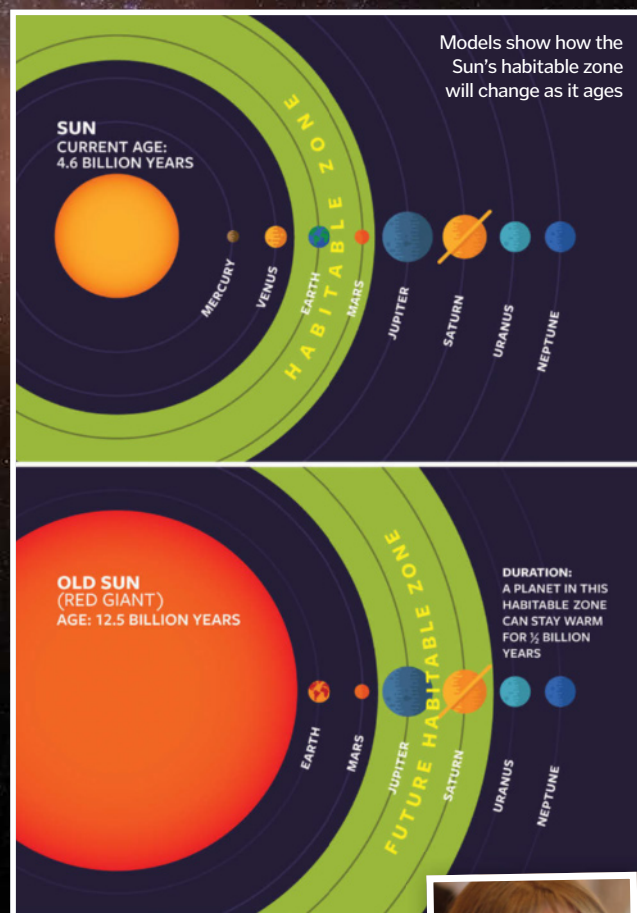 Models show how the
Sun's habitable zone
will change as it ages
SUN
CURRENT AGE:
4.6 BILLION YEARS
HABITABLE ZONE
MERCURY
VENUS
EARTH
MARS
JUPITER
SATURN
URANUS
NEPTUNE
OLD SUN
(RED GIANT)
AGE: 12.5 BILLION YEARS
FUTURE HABITABLE ZONE
DURATION:
A PLANET IN THIS
HABITABLE ZONE
CAN STAY WARM
FOR ½ BILLION
YEARS
EARTH
MARS
JUPITER
SATURN
URANUS
NEPTUNE